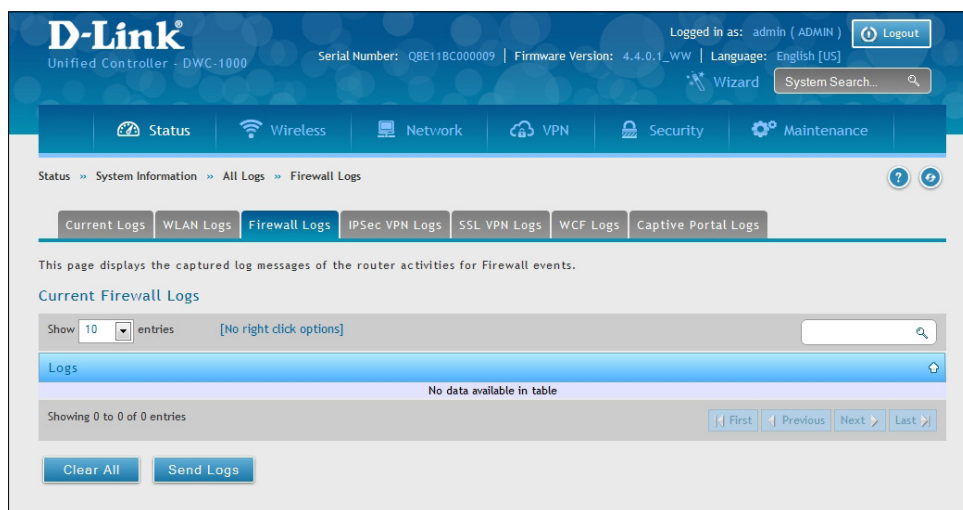 D-Link®
Unified Controller - DWC-1000
Logged in as: admin ( ADMIN ) Logout
Serial Number: QBE11BC000009 | Firmware Version: 4.4.0.1_WW | Language: English [US]
Wizard System Search...
Status Wireless Network VPN Security Maintenance
Status » System Information » All Logs » Firewall Logs ?
Current Logs WLAN Logs Firewall Logs IPSec VPN Logs SSL VPN Logs WCF Logs Captive Portal Logs
This page displays the captured log messages of the router activities for Firewall events.
Current Firewall Logs
Show 10 entries [No right click options]
Logs
No data available in table
Showing 0 to 0 of 0 entries First Previous Next Last
Clear All Send Logs